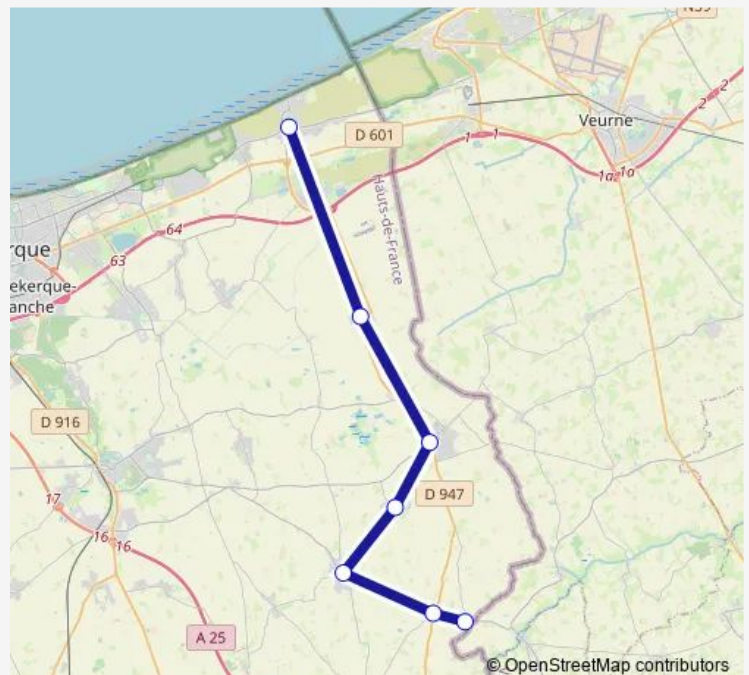 N39
2
2
Veurne
D 601
1
1
1a
1a
Hauts-de-France
64
63
rque
ekerque-
anche
D 916
D 947
17
16
16
A 25
© OpenStreetMap contributors